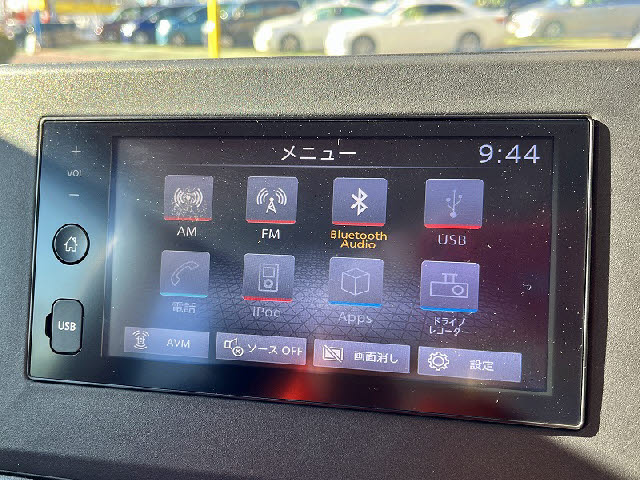 メニュー
9:44
+
VOL
−
AM
FM
Bluetooth
Audio
USB
電話
iPod
Apps
ドライブ
レコーダー
USB
AVM
ソース OFF
画面消し
設定